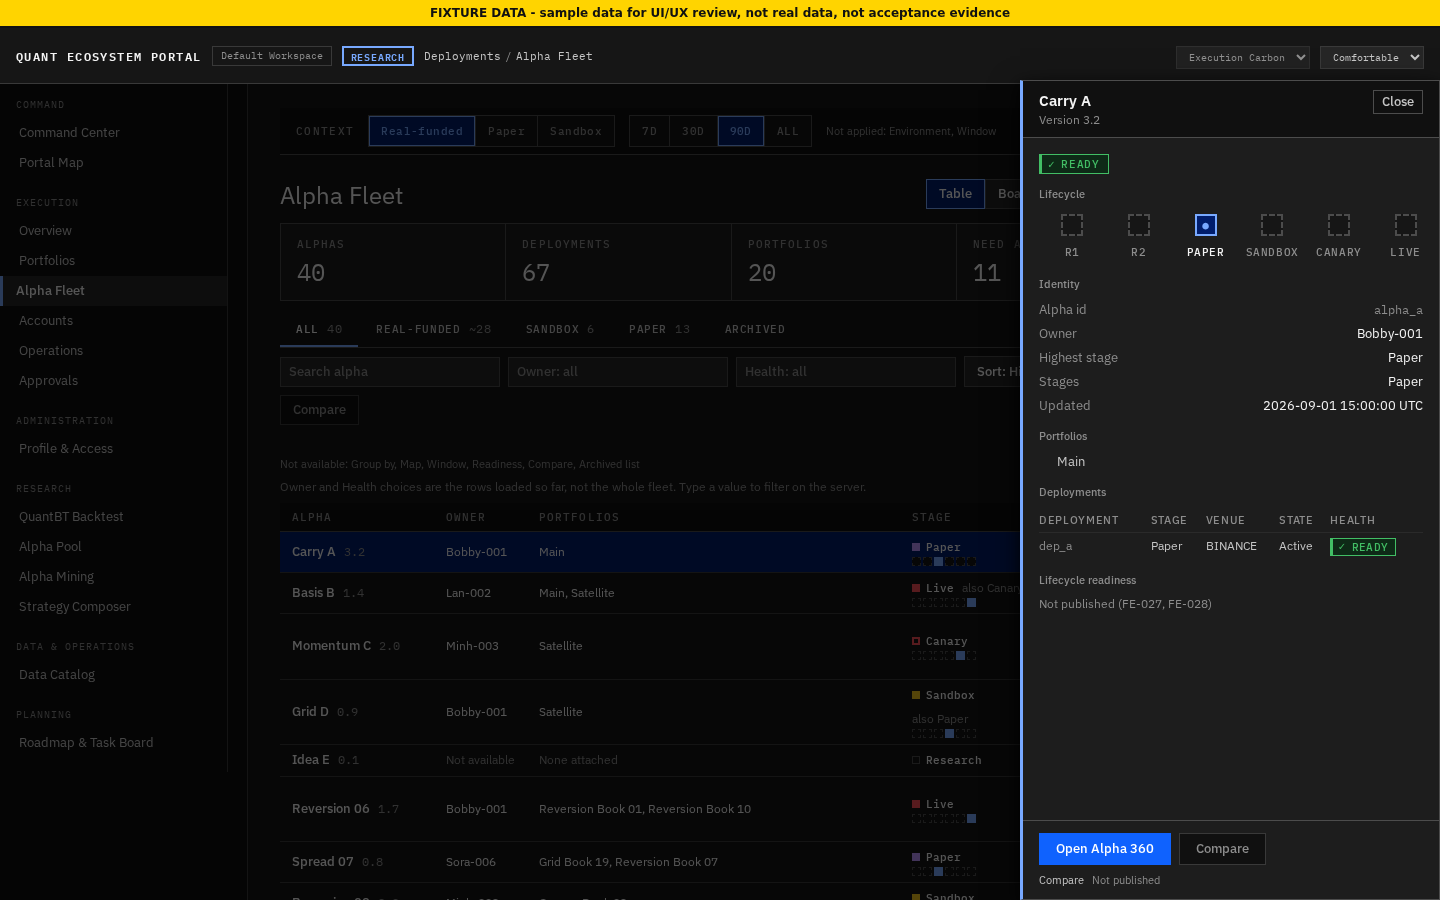 FIXTURE DATA - sample data for UI/UX review, not real data, not acceptance evidence
QUANT ECOSYSTEM PORTAL Default Workspace RESEARCH Deployments / Alpha Fleet Execution Carbon Comfortable
COMMAND
Command Center
Portal Map
EXECUTION
Overview
Portfolios
Alpha Fleet
Accounts
Operations
Approvals
ADMINISTRATION
Profile & Access
RESEARCH
QuantBT Backtest
Alpha Pool
Alpha Mining
Strategy Composer
DATA & OPERATIONS
Data Catalog
PLANNING
Roadmap & Task Board
CONTEXT Real-funded Paper Sandbox 7D 30D 90D ALL Not applied: Environment, Window
Alpha Fleet Table
ALPHAS DEPLOYMENTS PORTFOLIOS NEED
40 67 20 11
ALL 40 REAL-FUNDED ~28 SANDBOX 6 PAPER 13 ARCHIVED
Search alpha Owner: all Health: all Sort:
Compare
Not available: Group by, Map, Window, Readiness, Compare, Archived list
Owner and Health choices are the rows loaded so far, not the whole fleet. Type a value to filter on the server.
ALPHA OWNER PORTFOLIOS STAGE
Carry A 3.2 Bobby-001 Main Paper
Basis B 1.4 Lan-002 Main, Satellite Live also Canary
Momentum C 2.0 Minh-003 Satellite Canary
Grid D 0.9 Bobby-001 Satellite Sandbox
also Paper
Idea E 0.1 Not available None attached Research
Reversion 06 1.7 Bobby-001 Reversion Book 01, Reversion Book 10 Live
Spread 07 0.8 Sora-006 Grid Book 19, Reversion Book 07 Paper
Sandbox
Carry A Close
Version 3.2
✓ READY
Lifecycle
R1 R2 PAPER SANDBOX CANARY LIVE
Identity
Alpha id alpha_a
Owner Bobby-001
Highest stage Paper
Stages Paper
Updated 2026-09-01 15:00:00 UTC
Portfolios
Main
Deployments
DEPLOYMENT STAGE VENUE STATE HEALTH
dep_a Paper BINANCE Active ✓ READY
Lifecycle readiness
Not published (FE-027, FE-028)
Open Alpha 360 Compare
Compare Not published